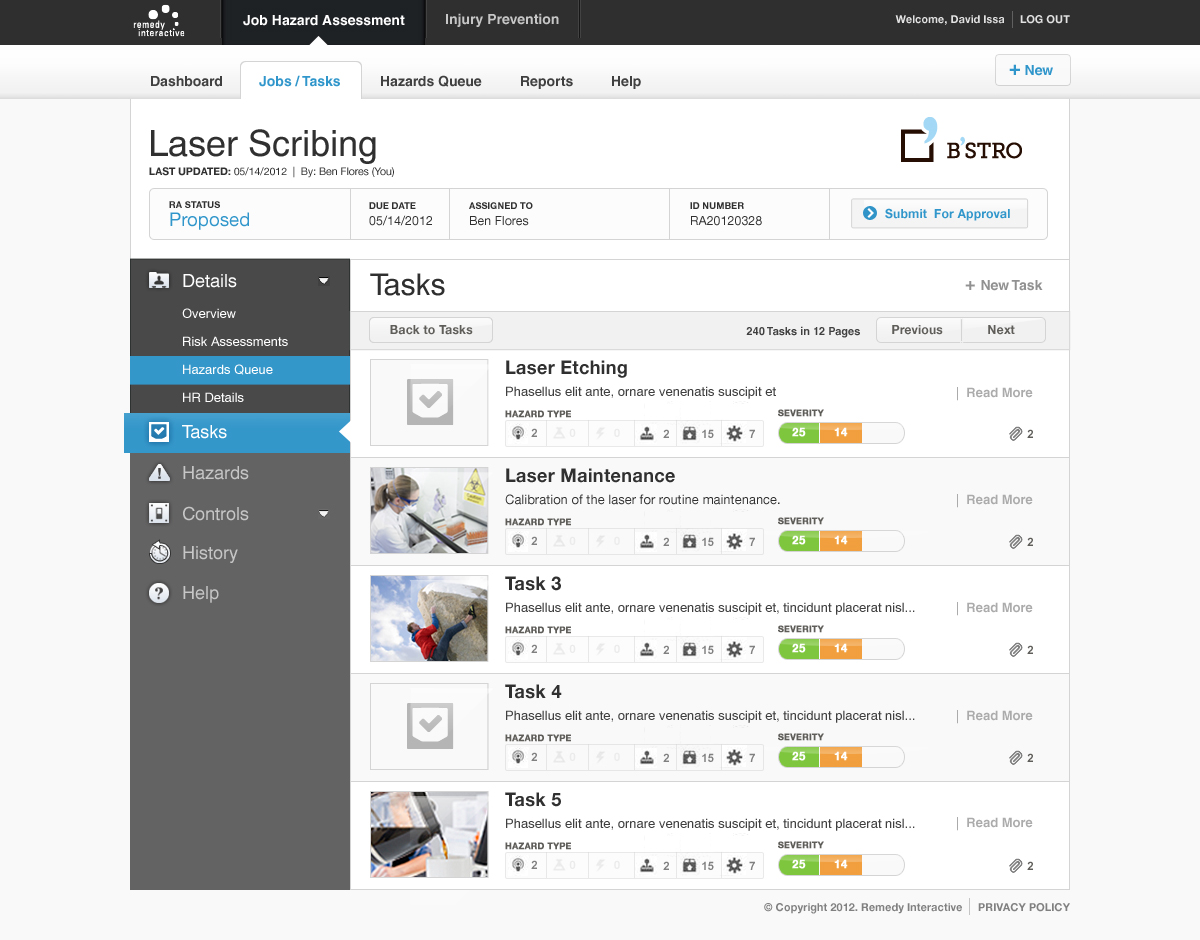 remedy
interactive
Job Hazard Assessment
Injury Prevention
Welcome, David Issa
LOG OUT
Dashboard
Jobs / Tasks
Hazards Queue
Reports
Help
+ New
Laser Scribing
LAST UPDATED: 05/14/2012 | By: Ben Flores (You)
B'STRO
RA STATUS
Proposed
DUE DATE
05/14/2012
ASSIGNED TO
Ben Flores
ID NUMBER
RA20120328
Submit For Approval
Details
Overview
Risk Assessments
Hazards Queue
HR Details
Tasks
Hazards
Controls
History
? Help
Tasks
+ New Task
Back to Tasks
240 Tasks in 12 Pages
Previous
Next
Laser Etching
Phasellus elit ante, ornare venenatis suscipit et
| Read More
HAZARD TYPE
SEVERITY
2 0 0 2 15 7
25 14
2
Laser Maintenance
Calibration of the laser for routine maintenance.
| Read More
HAZARD TYPE
SEVERITY
2 0 0 2 15 7
25 14
2
Task 3
Phasellus elit ante, ornare venenatis suscipit et, tincidunt placerat nisl...
| Read More
HAZARD TYPE
SEVERITY
2 0 0 2 15 7
25 14
2
Task 4
Phasellus elit ante, ornare venenatis suscipit et, tincidunt placerat nisl...
| Read More
HAZARD TYPE
SEVERITY
2 0 0 2 15 7
25 14
2
Task 5
Phasellus elit ante, ornare venenatis suscipit et, tincidunt placerat nisl...
| Read More
HAZARD TYPE
SEVERITY
2 0 0 2 15 7
25 14
2
© Copyright 2012. Remedy Interactive | PRIVACY POLICY